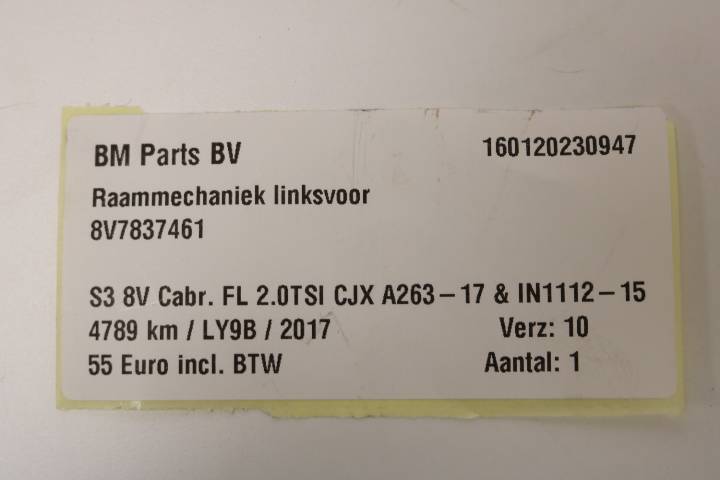 BM Parts BV 160120230947
Raammechaniek linksvoor
8V7837461
S3 8V Cabr. FL 2.0TSI CJX A263-17 & IN1112-15
4789 km / LY9B / 2017 Verz: 10
55 Euro incl. BTW Aantal: 1